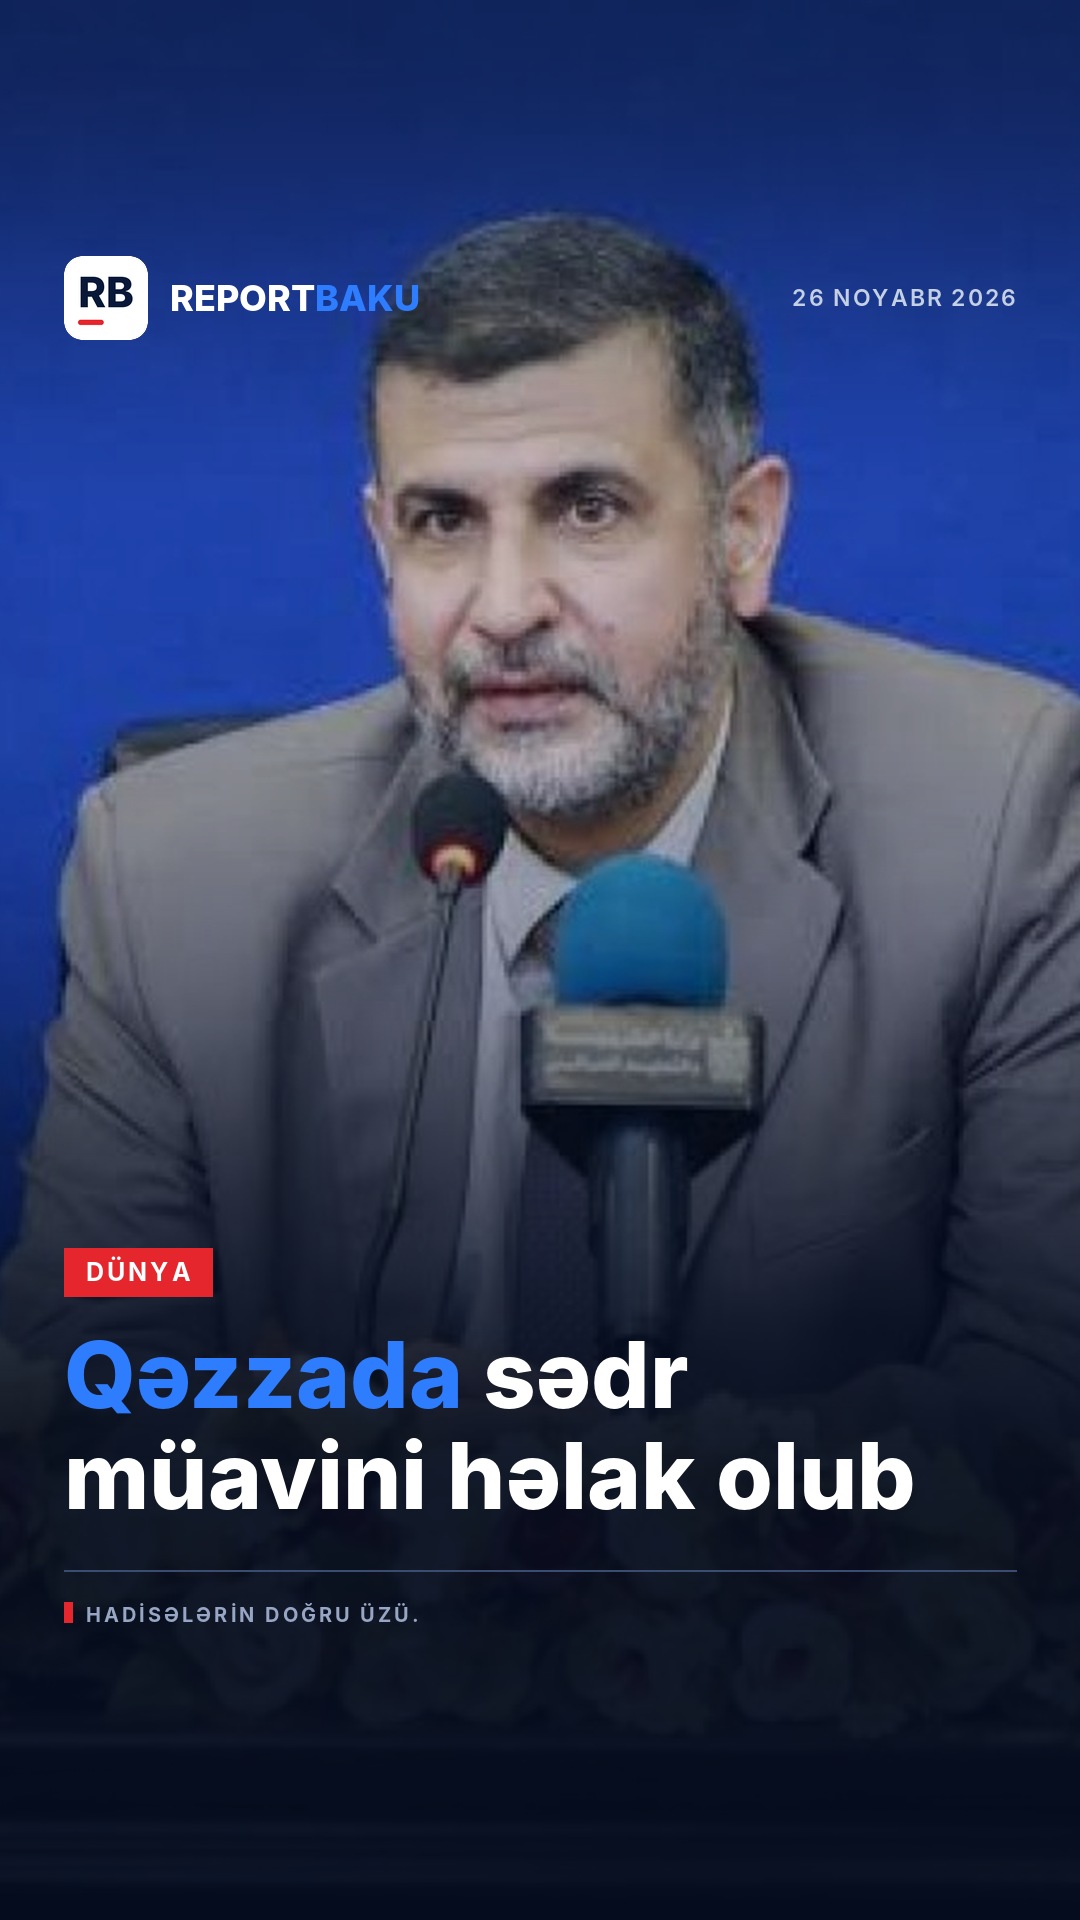 RB
REPORTBAKU
26 NOYABR 2026
DÜNYA
Qəzzada sədr
müavini həlak olub
HADİSƏLƏRİN DOĞRU ÜZÜ.